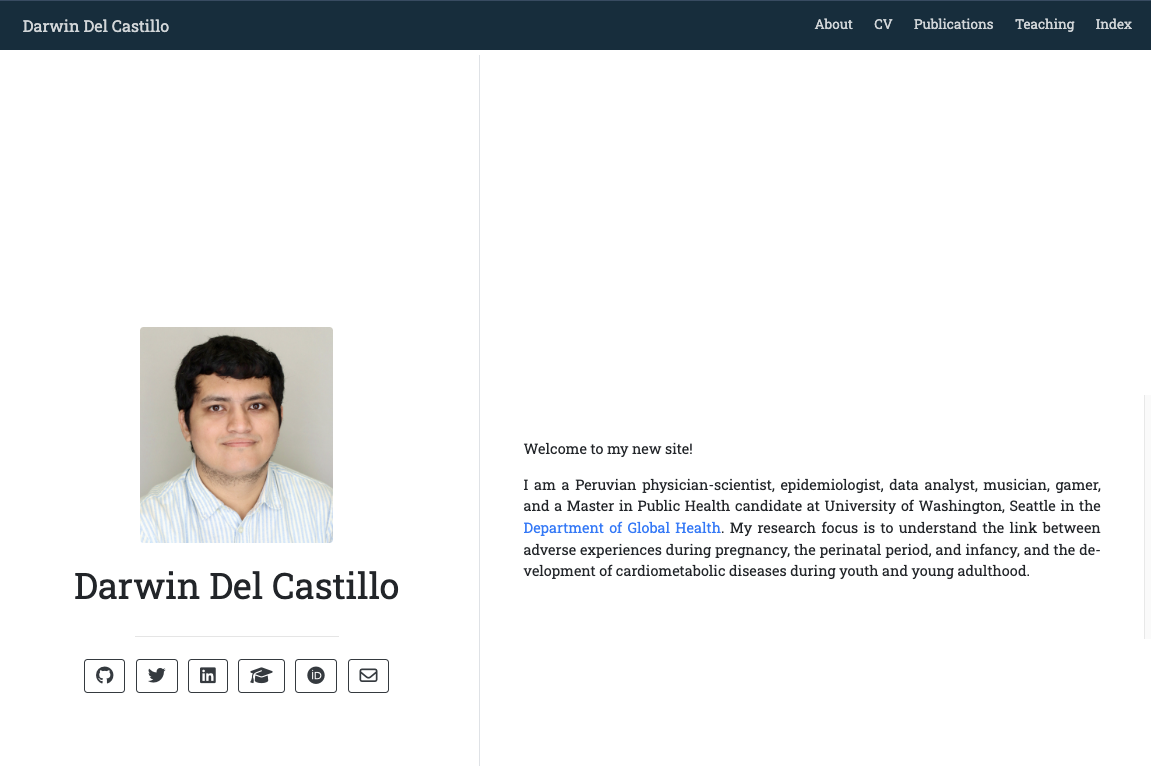 Darwin Del Castillo
About CV Publications Teaching Index
Darwin Del Castillo
Welcome to my new site!
I am a Peruvian physician-scientist, epidemiologist, data analyst, musician, gamer,
and a Master in Public Health candidate at University of Washington, Seattle in the
Department of Global Health. My research focus is to understand the link between
adverse experiences during pregnancy, the perinatal period, and infancy, and the de-
velopment of cardiometabolic diseases during youth and young adulthood.